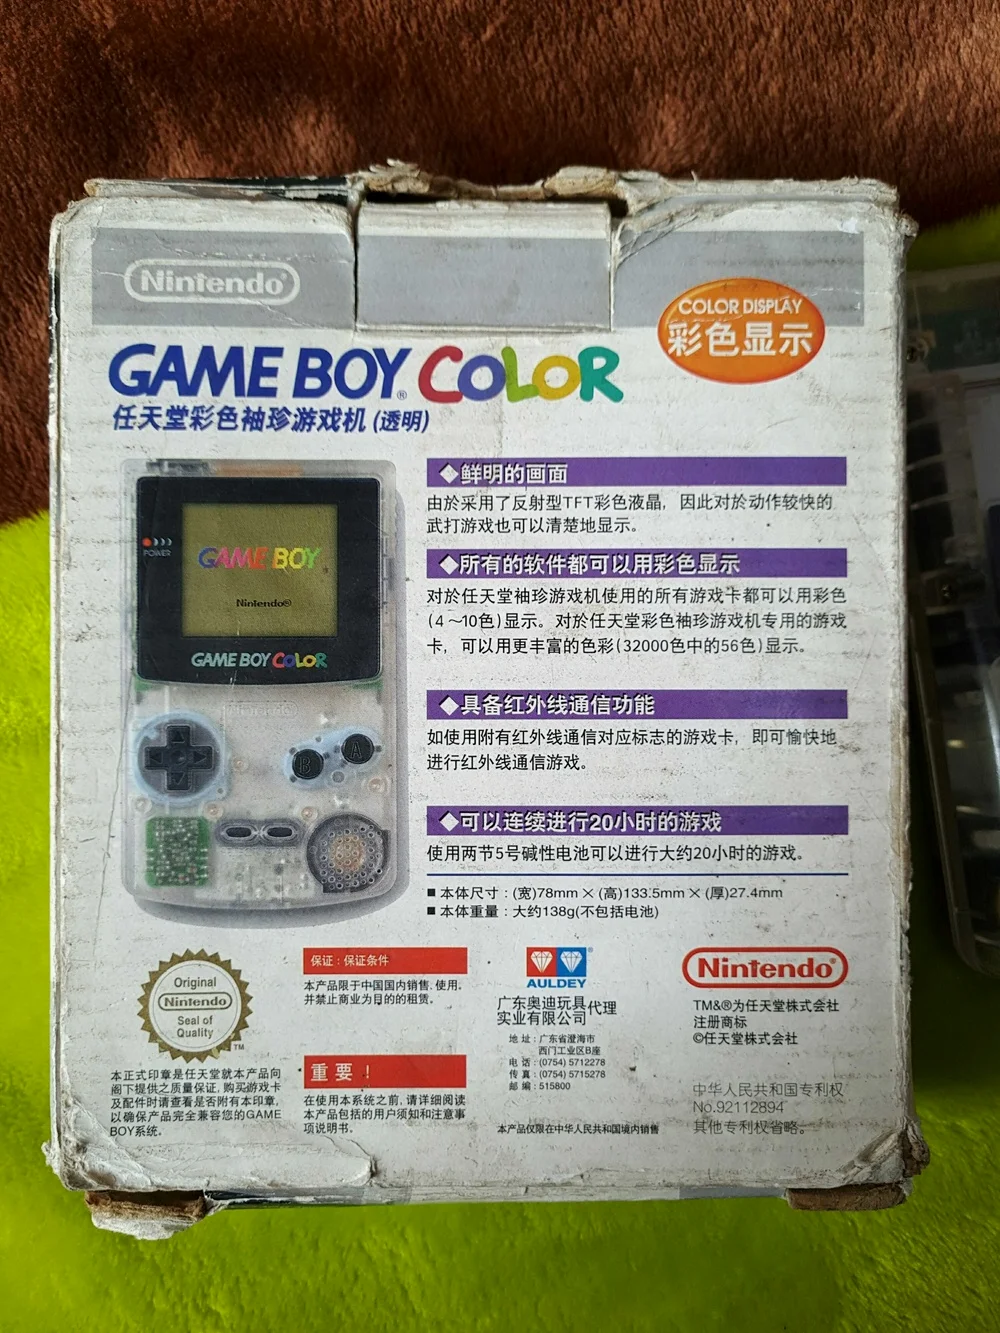 Nintendo
COLOR DISPLAY
彩色显示
GAME BOY® COLOR
任天堂彩色袖珍游戏机 (透明)
POWER
GAME BOY
Nintendo®
GAME BOY COLOR
Nintendo
B
A
◆鲜明的画面
由於采用了反射型TFT彩色液晶，因此对於动作较快的
武打游戏也可以清楚地显示。
◆所有的软件都可以用彩色显示
对於任天堂袖珍游戏机使用的所有游戏卡都可以用彩色
(4～10色)显示。对於任天堂彩色袖珍游戏机专用的游戏
卡，可以用更丰富的色彩(32000色中的56色)显示。
◆具备红外线通信功能
如使用附有红外线通信对应标志的游戏卡，即可愉快地
进行红外线通信游戏。
◆可以连续进行20小时的游戏
使用两节5号碱性电池可以进行大约20小时的游戏。
■本体尺寸：(宽)78mm×(高)133.5mm×(厚)27.4mm
■本体重量：大约138g(不包括电池)
Original
Nintendo
Seal of
Quality
TM
本正式印章是任天堂就本产品向
阁下提供之质量保证, 购买游戏卡
及配件时请查看是否附有本印章,
以确保产品完全兼容您的GAME
BOY系统。
保证：保证条件
本产品限于中国国内销售. 使用,
并禁止商业为目的的租赁。
重要！
在使用本系统之前, 请详细阅读
本产品包括的用户须知和注意事
项说明书。
AULDEY®
广东奥迪玩具代理
实业有限公司
地 址：广东省澄海市
西门工业区B座
电 话：(0754) 5712278
传 真：(0754) 5715278
邮 编：515800
本产品仅限在中华人民共和国境内销售
Nintendo®
TM&®为任天堂株式会社
注册商标
©任天堂株式会社
中华人民共和国专利权
No.92112894
其他专利权省略。